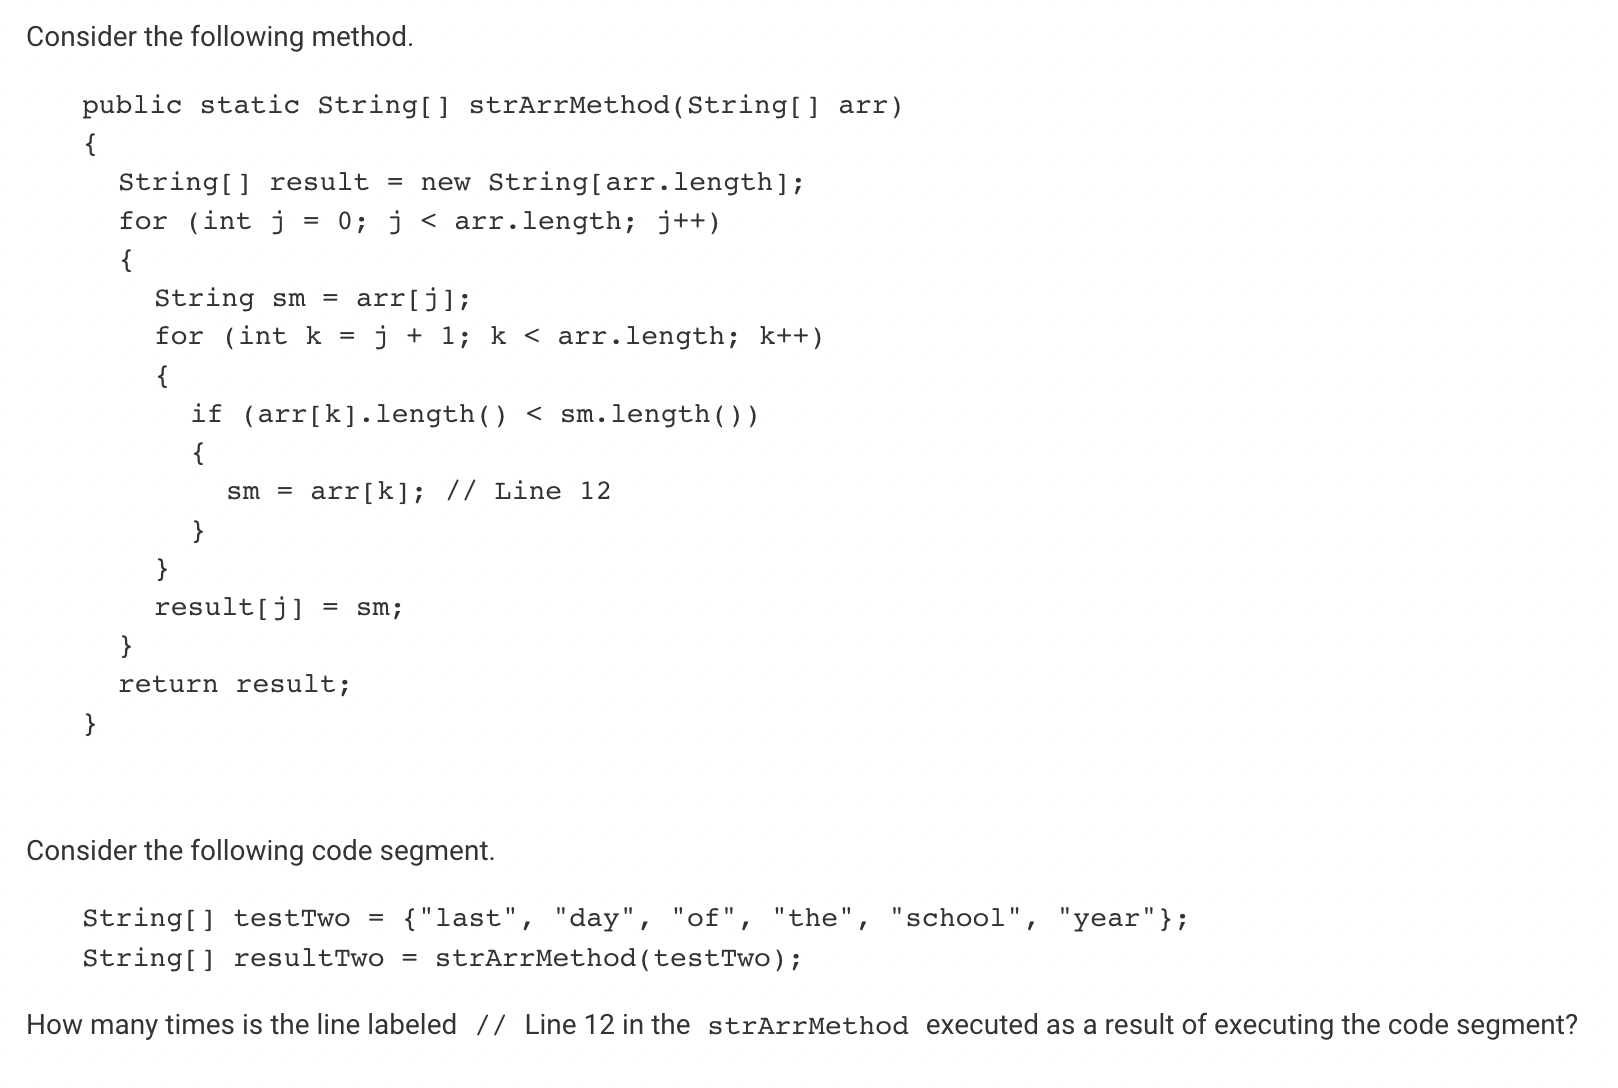 Consider the following method.
public static String[] strArrMethod(String[] arr)
{
String[] result = new String[arr.length];
for (int j = 0; j < arr.length; j++)
{
String sm = arr[j];
for (int k = j + 1; k < arr.length; k++)
{
if (arr[k].length() < sm.length())
{
sm = arr[k]; // Line 12
}
}
result[j] = sm;
}
return result;
}
Consider the following code segment.
String[] testTwo = {"last", "day", "of", "the", "school", "year"};
String[] resultTwo = strArrMethod(testTwo);
How many times is the line labeled // Line 12 in the strArrMethod executed as a result of executing the code segment?